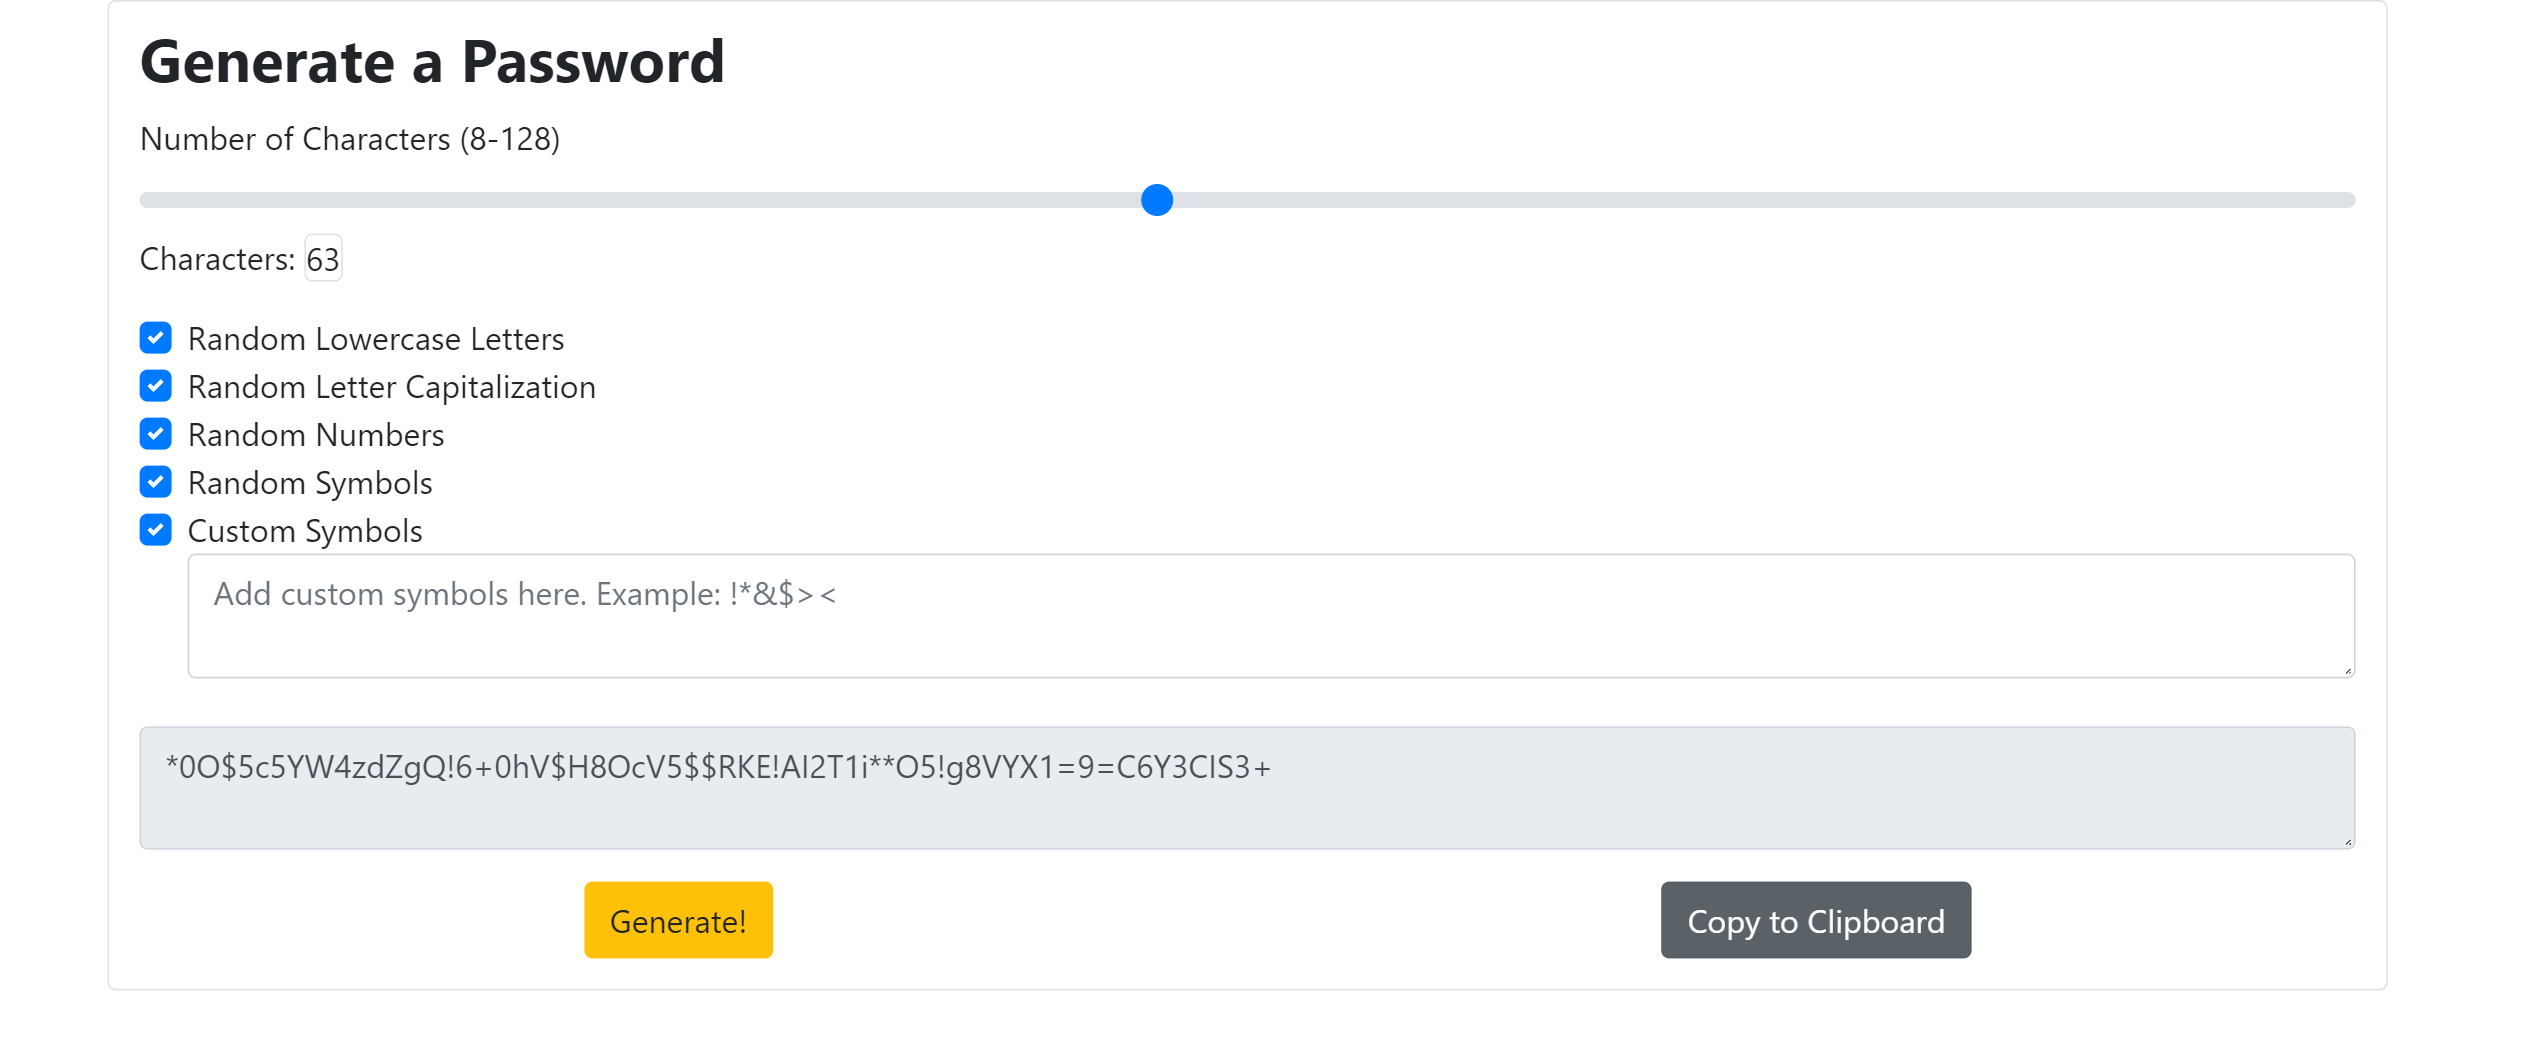 Generate a Password
Number of Characters (8-128)
Characters: 63
Random Lowercase Letters
Random Letter Capitalization
Random Numbers
Random Symbols
Custom Symbols
Add custom symbols here. Example: !*&$><
*0O$5c5YW4zdZgQ!6+0hV$H8OcV5$$RKE!AI2T1i**O5!g8VYX1=9=C6Y3CIS3+
Generate!
Copy to Clipboard